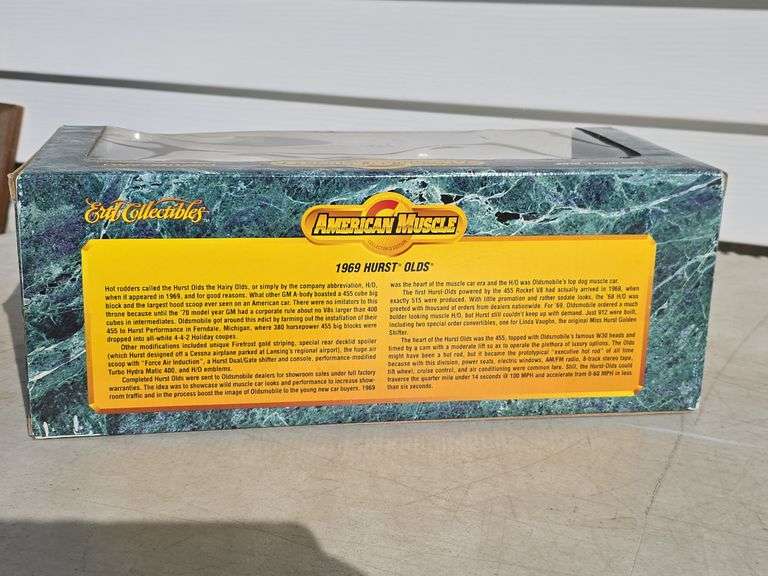 Ertl Collectibles
AMERICAN MUSCLE
COLLECTOR'S EDITION
1969 HURST™ OLDS®
Hot rodders called the Hurst Olds the Hairy Olds, or simply by the company abbreviation, H/O,
when it appeared in 1969, and for good reasons. What other GM A-body boasted a 455 cube big
block and the largest hood scoop ever seen on an American car. There were no imitators to this
throne because until the '70 model year GM had a corporate rule about no V8s larger than 400
cubes in intermediates. Oldsmobile got around this edict by farming out the installation of their
455 to Hurst Performance in Ferndale, Michigan, where 380 horsepower 455 big blocks were
dropped into all-white 4-4-2 Holiday coupes.
Other modifications included unique Firefrost gold striping, special rear decklid spoiler
(which Hurst designed off a Cessna airplane parked at Lansing's regional airport), the huge air
scoop with "Force Air Induction", a Hurst Dual/Gate shifter and console, performance-modified
Turbo Hydra Matic 400, and H/O emblems.
Completed Hurst Olds were sent to Oldsmobile dealers for showroom sales under full factory
warranties. The idea was to showcase wild muscle car looks and performance to increase show-
room traffic and in the process boost the image of Oldsmobile to the young new car buyers. 1969
was the heart of the muscle car era and the H/O was Oldsmobile's top dog muscle car.
The first Hurst-Olds powered by the 455 Rocket V8 had actually arrived in 1968, when
exactly 515 were produced. With little promotion and rather sedate looks, the '68 H/O was
greeted with thousands of orders from dealers nationwide. For '69, Oldsmobile ordered a much
bolder looking muscle H/O, but Hurst still couldn't keep up with demand. Just 912 were built,
including two special order convertibles, one for Linda Vaughn, the original Miss Hurst Golden
Shifter.
The heart of the Hurst Olds was the 455, topped with Oldsmobile's famous W30 heads and
timed by a cam with a moderate lift so as to operate the plethora of luxury options. The Olds
might have been a hot rod, but it became the prototypical "executive hot rod" of all time
because with this division, power seats, electric windows, AM/FM radio, 8-track stereo tape,
tilt wheel, cruise control, and air conditioning were common fare. Still, the Hurst-Olds could
traverse the quarter mile under 14 seconds @ 100 MPH and accelerate from 0-60 MPH in less
than six seconds.